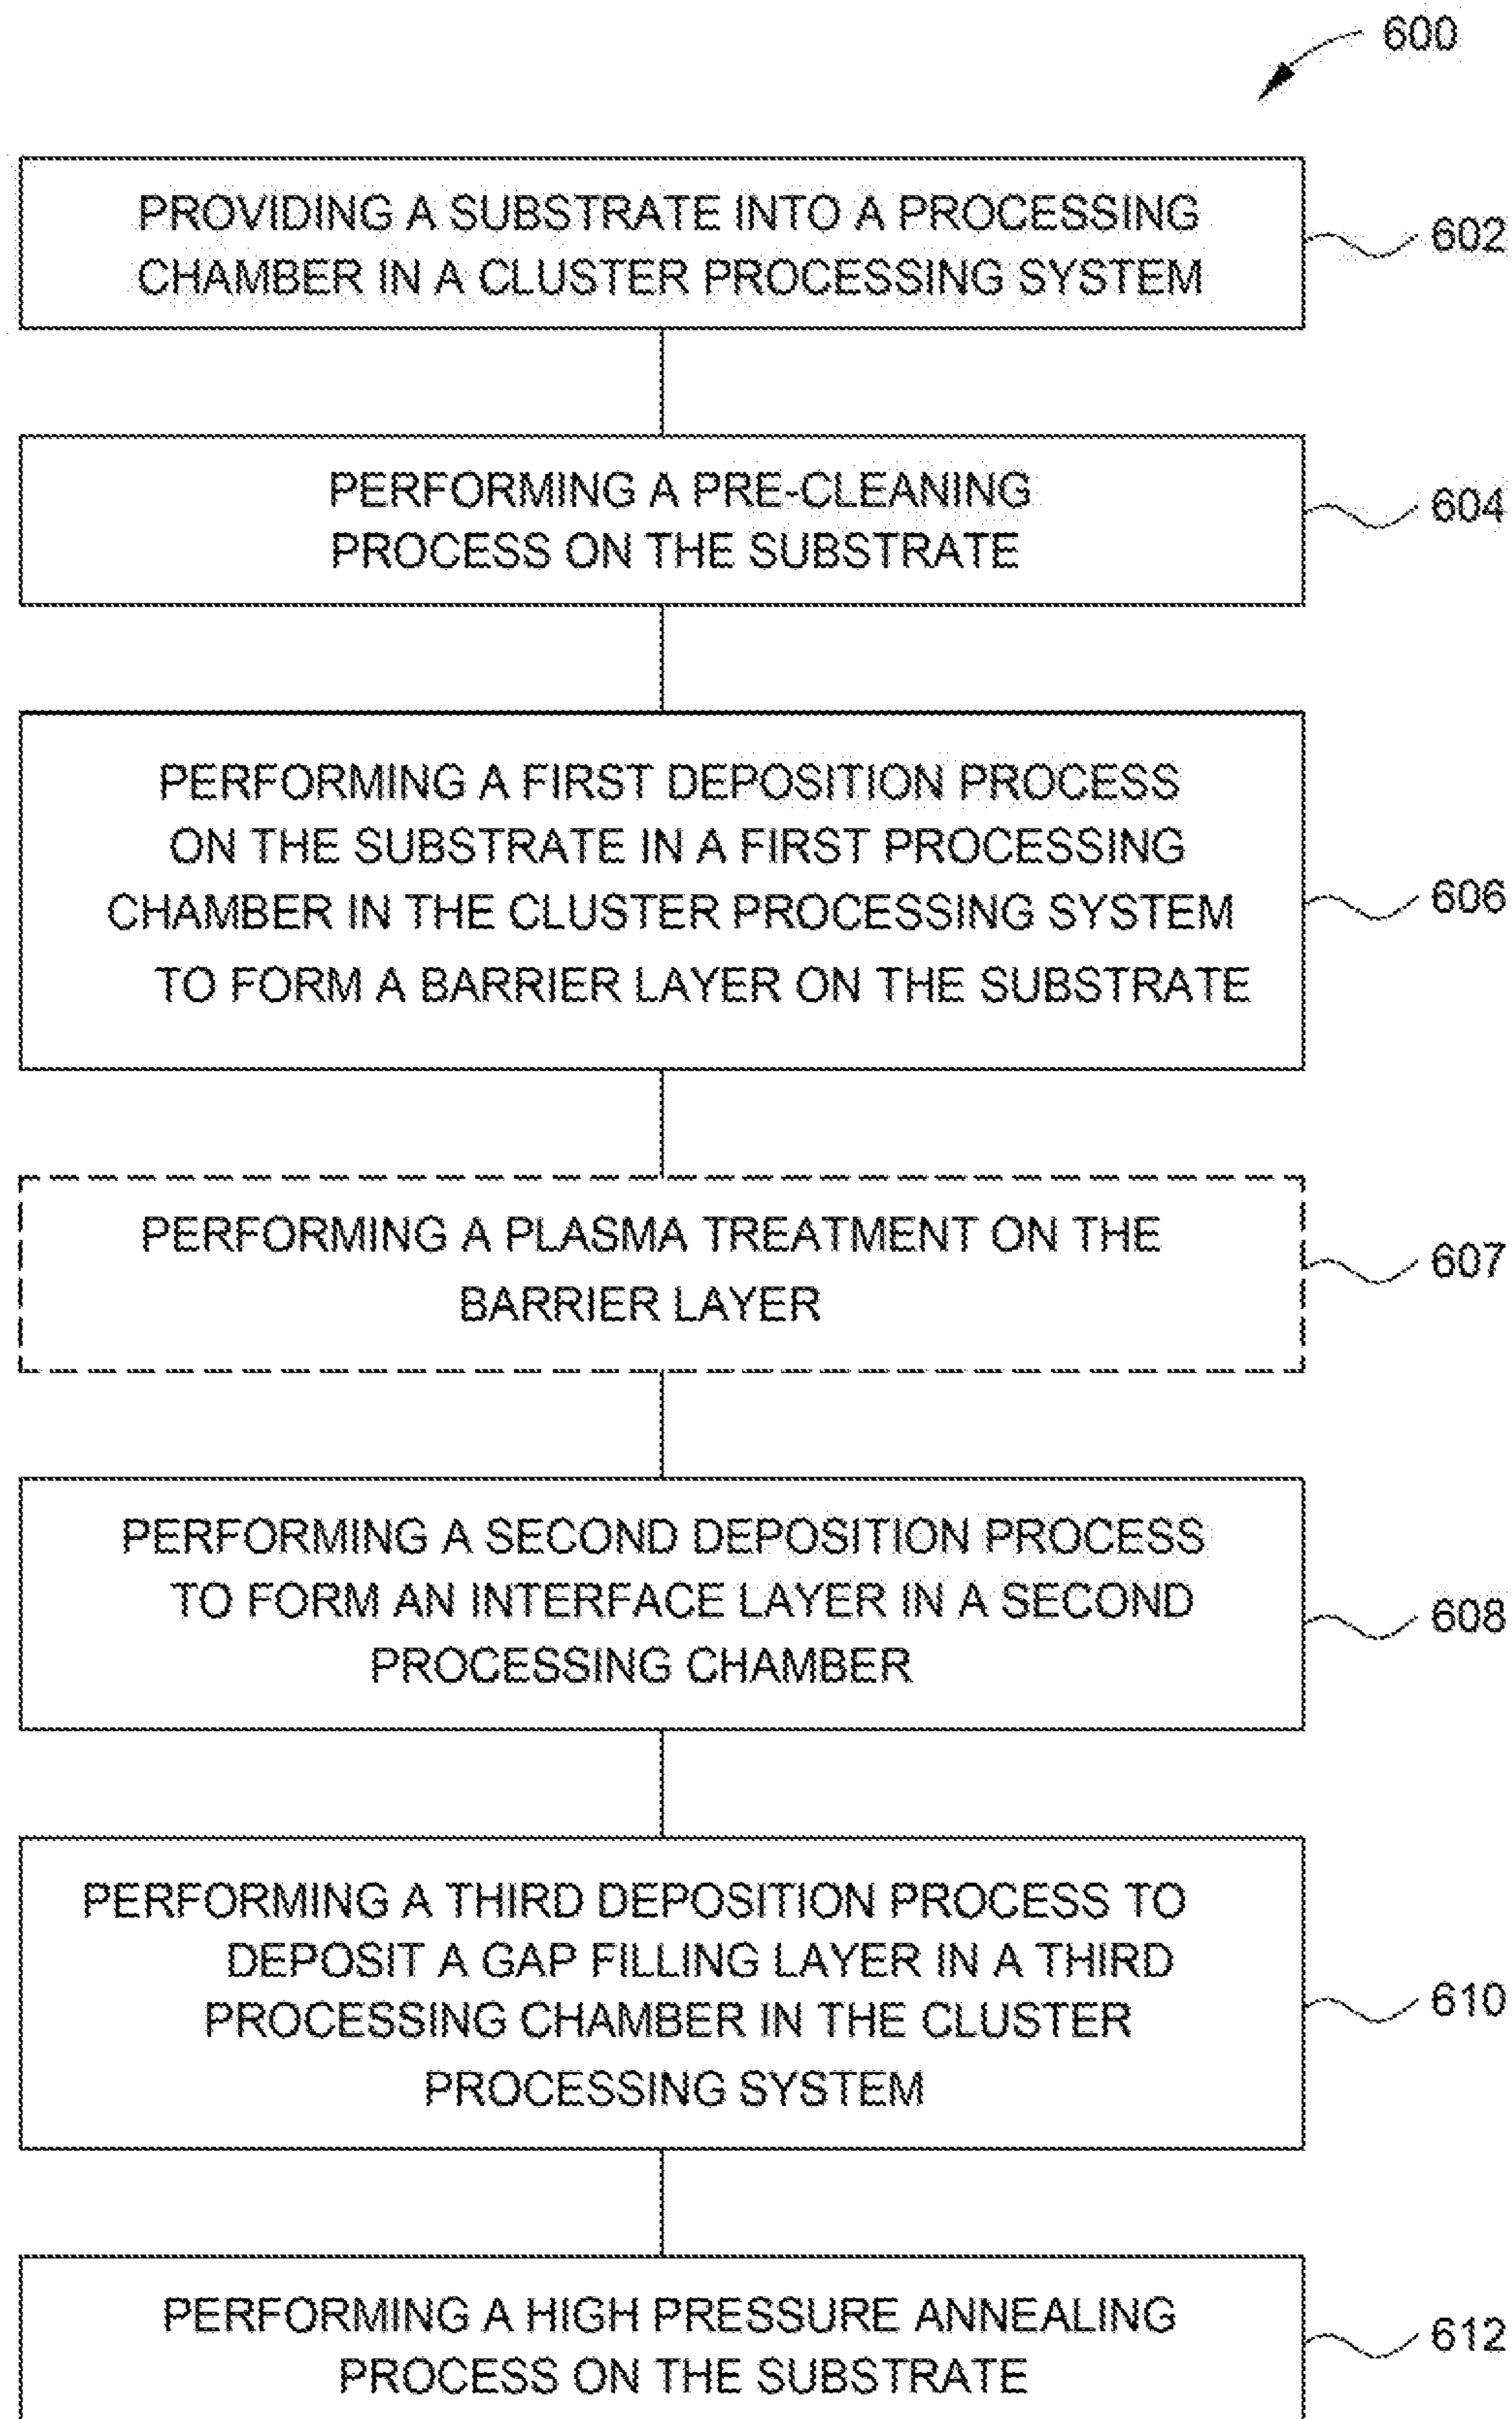 600
PROVIDING A SUBSTRATE INTO A PROCESSING
CHAMBER IN A CLUSTER PROCESSING SYSTEM
602
PERFORMING A PRE-CLEANING
PROCESS ON THE SUBSTRATE
604
PERFORMING A FIRST DEPOSITION PROCESS
ON THE SUBSTRATE IN A FIRST PROCESSING
CHAMBER IN THE CLUSTER PROCESSING SYSTEM
TO FORM A BARRIER LAYER ON THE SUBSTRATE
606
PERFORMING A PLASMA TREATMENT ON THE
BARRIER LAYER
607
PERFORMING A SECOND DEPOSITION PROCESS
TO FORM AN INTERFACE LAYER IN A SECOND
PROCESSING CHAMBER
608
PERFORMING A THIRD DEPOSITION PROCESS TO
DEPOSIT A GAP FILLING LAYER IN A THIRD
PROCESSING CHAMBER IN THE CLUSTER
PROCESSING SYSTEM
610
PERFORMING A HIGH PRESSURE ANNEALING
PROCESS ON THE SUBSTRATE
612